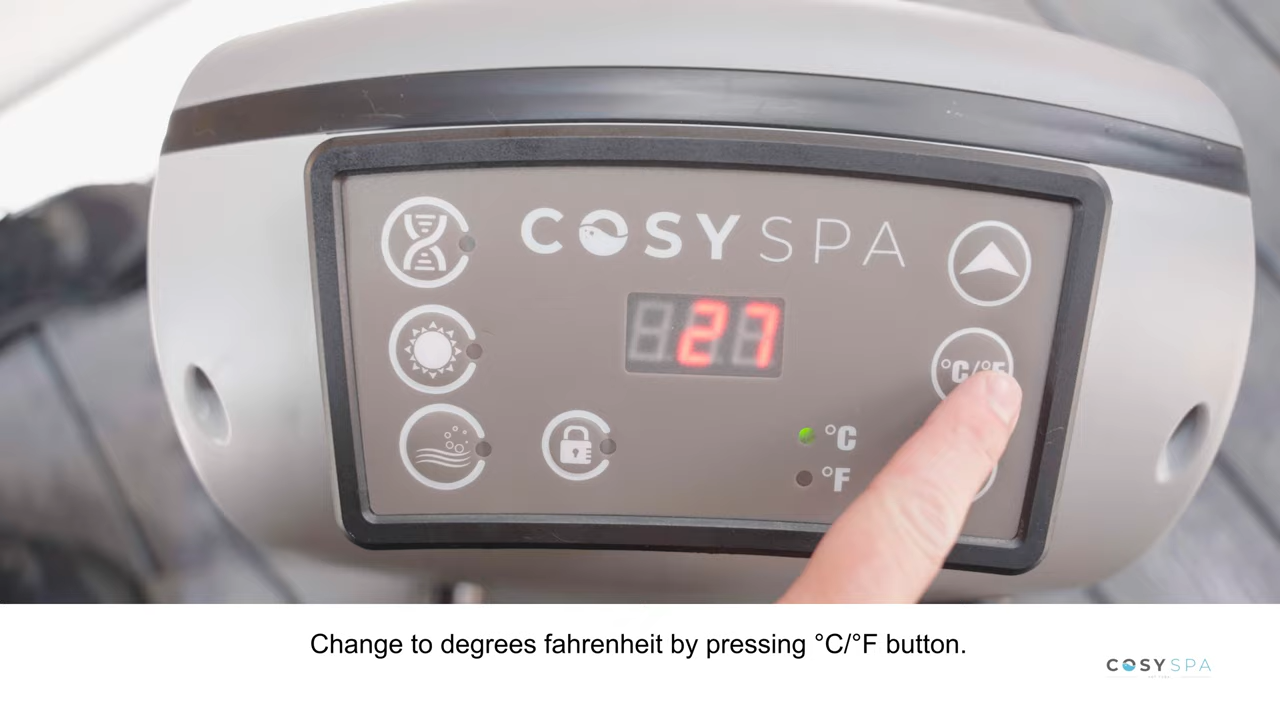 COSYSPA
27
°C/°F
°C
°F
Change to degrees fahrenheit by pressing °C/°F button.
COSYSPA